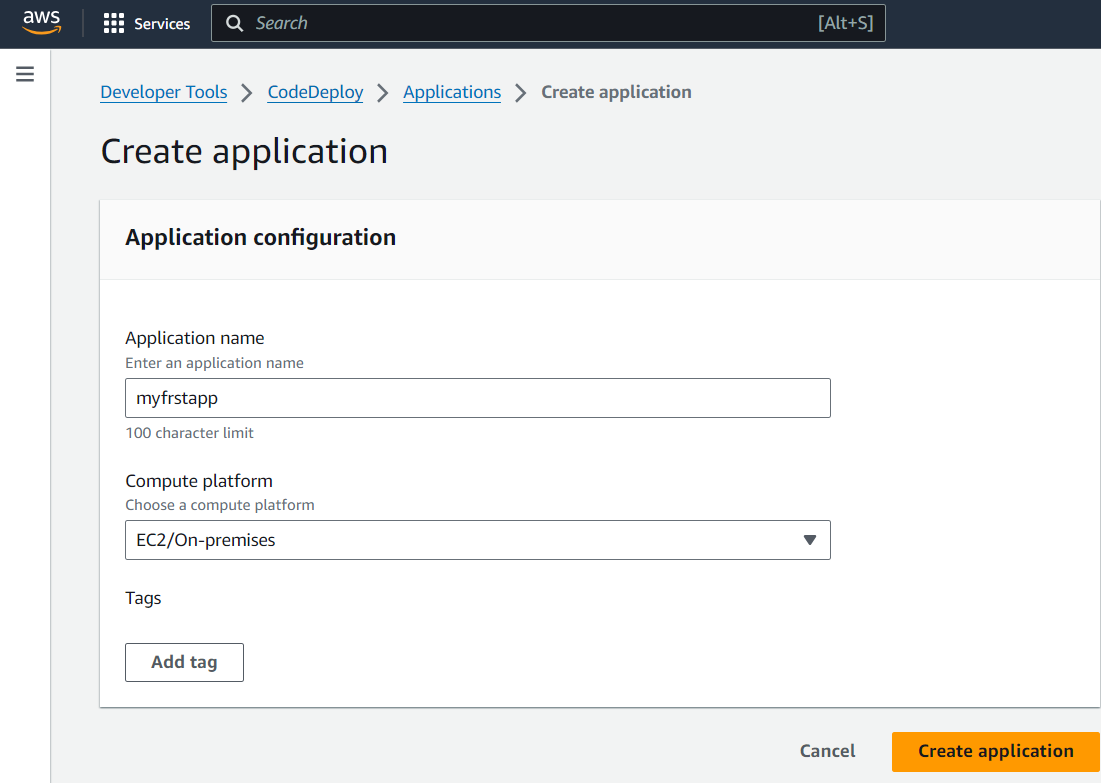 aws Services Search [Alt+S]
Developer Tools CodeDeploy Applications Create application
Create application
Application configuration
Application name
Enter an application name
myfrstapp
100 character limit
Compute platform
Choose a compute platform
EC2/On-premises
Tags
Add tag
Cancel Create application